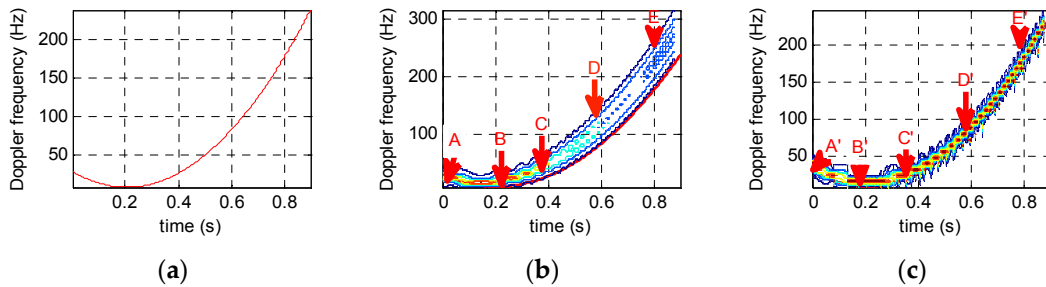 Doppler frequency (Hz)
200
150
100
50
0.2 0.4 0.6 0.8
time (s)
(a)
Doppler frequency (Hz)
300
200
100
0 0.2 0.4 0.6 0.8
time (s)
A
B
C
D
E
(b)
Doppler frequency (Hz)
200
150
100
50
0 0.2 0.4 0.6 0.8
time (s)
A'
B'
C'
D'
E'
(c)